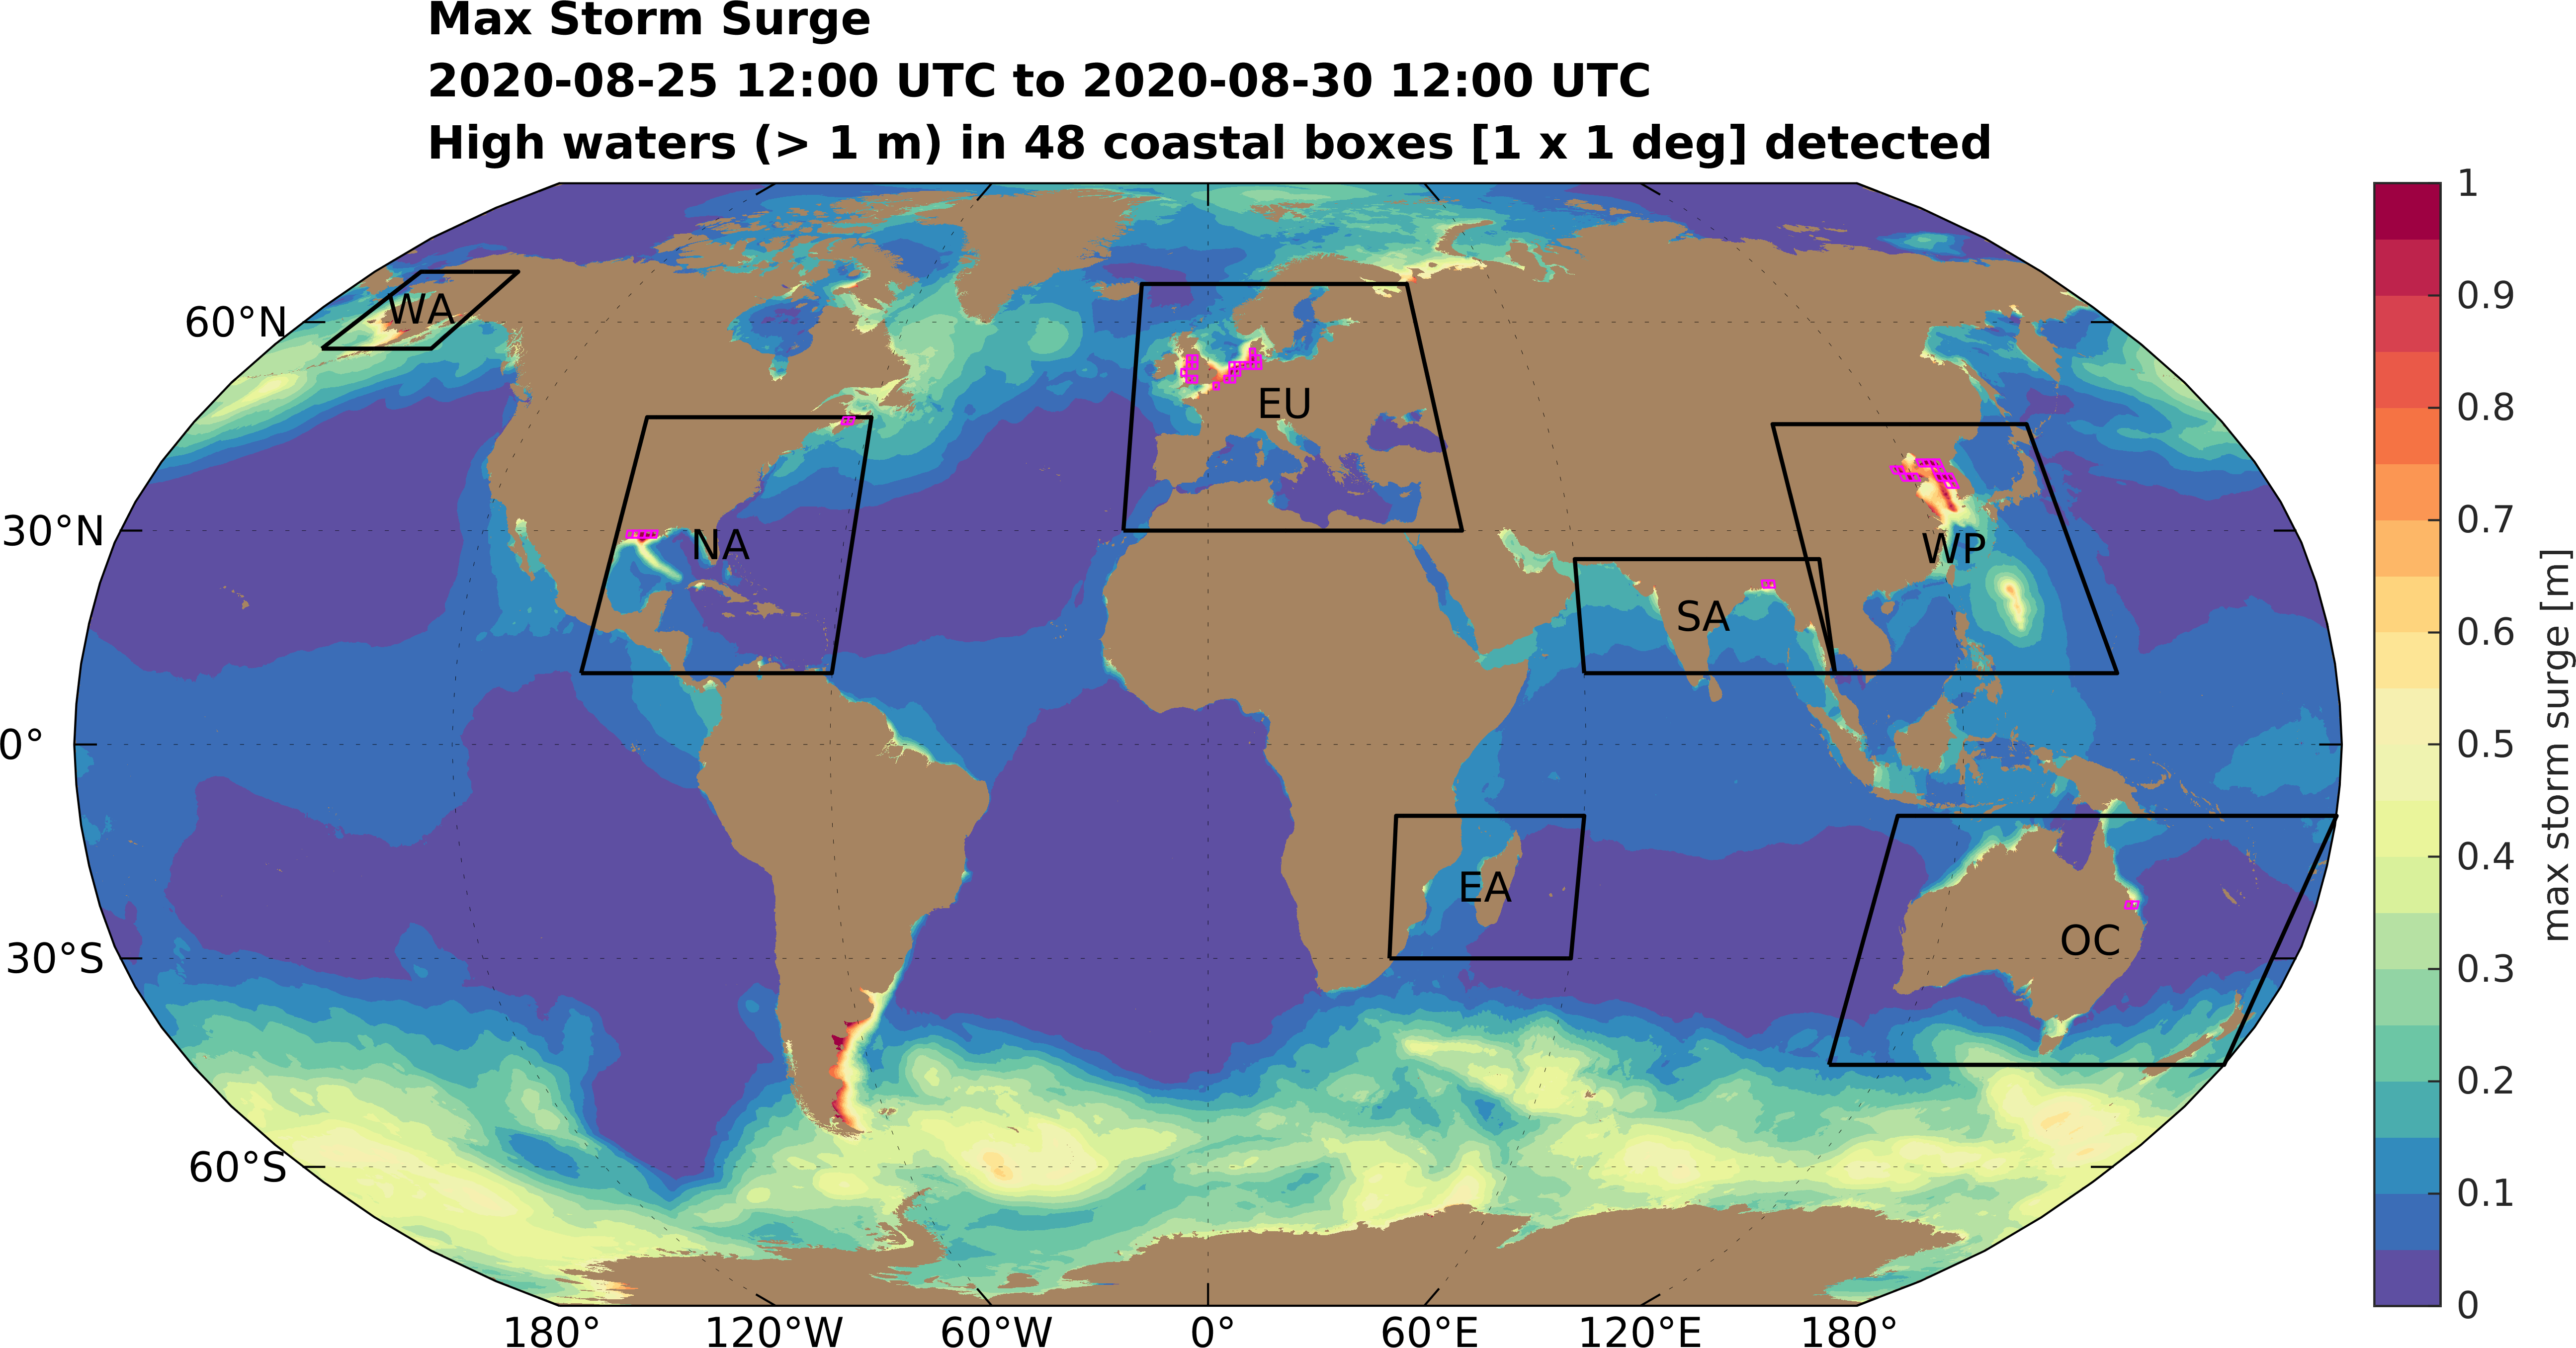 Max Storm Surge
2020-08-25 12:00 UTC to 2020-08-30 12:00 UTC
High waters (> 1 m) in 48 coastal boxes [1 x 1 deg] detected
60°N
30°N
0°
30°S
60°S
WA
NA
EU
SA
WP
EA
OC
180°
120°W
60°W
0°
60°E
120°E
180°
1
0.9
0.8
0.7
0.6
0.5
0.4
0.3
0.2
0.1
0
max storm surge [m]